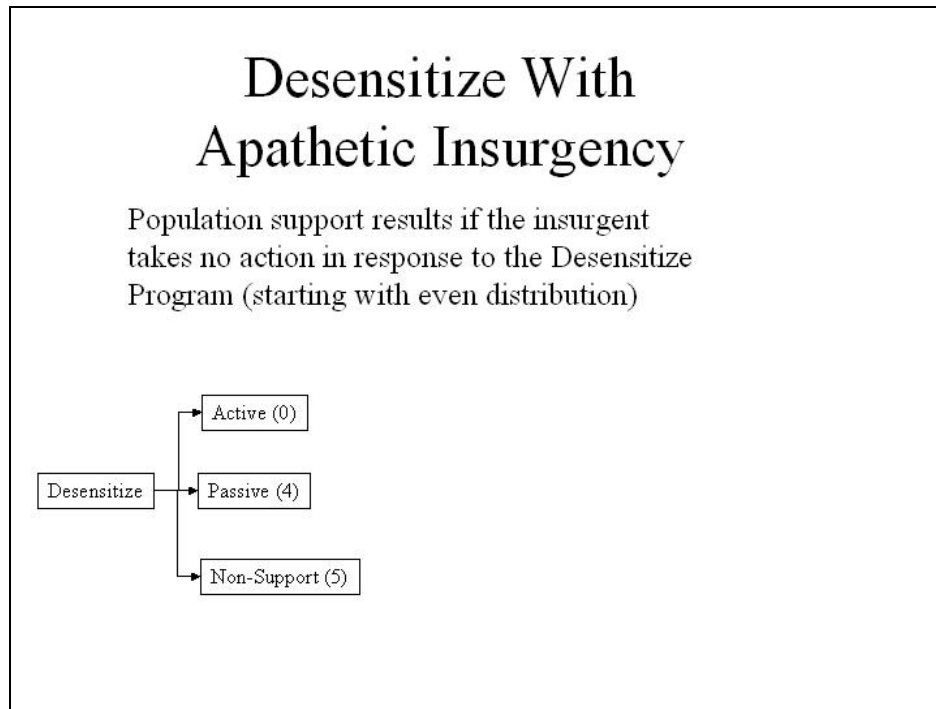 Desensitize With
Apathetic Insurgency
Population support results if the insurgent
takes no action in response to the Desensitize
Program (starting with even distribution)
Active (0)
Desensitize
Passive (4)
Non-Support (5)